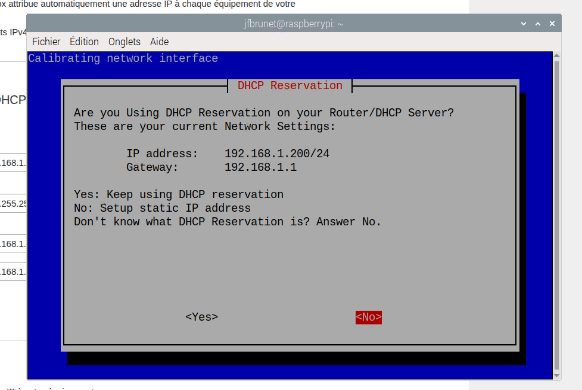 ox attribue automatiquement une adresse IP à chaque équipement de votre
jfbrunet@raspberrypi: ~
ts IPv4
Fichier Édition Onglets Aide
Calibrating network interface
DHCP Reservation
DHCP
Are you Using DHCP Reservation on your Router/DHCP Server?
These are your current Network Settings:
IP address: 192.168.1.200/24
Gateway: 192.168.1.1
.168.1.
Yes: Keep using DHCP reservation
No: Setup static IP address
.255.25
Don't know what DHCP Reservation is? Answer No.
.168.1.
.168.1.
<Yes> <No>